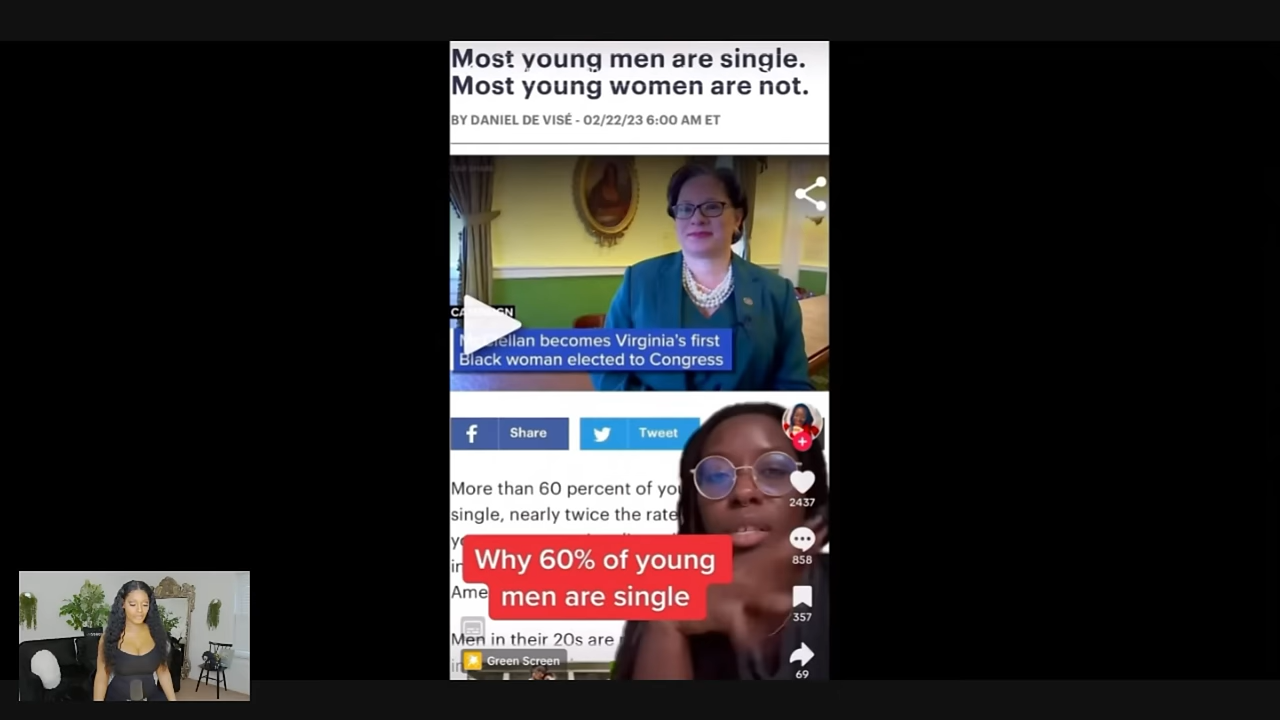 Most young men are single.
Most young women are not.
BY DANIEL DE VISÉ - 02/22/23 6:00 AM ET
becomes Virginia's first
Black woman elected to Congress
Share
Tweet
More than 60 percent of
single, nearly twice the rate
Why 60% of young
men are single
Men in their 20s are
Green Screen
2437
858
357
69